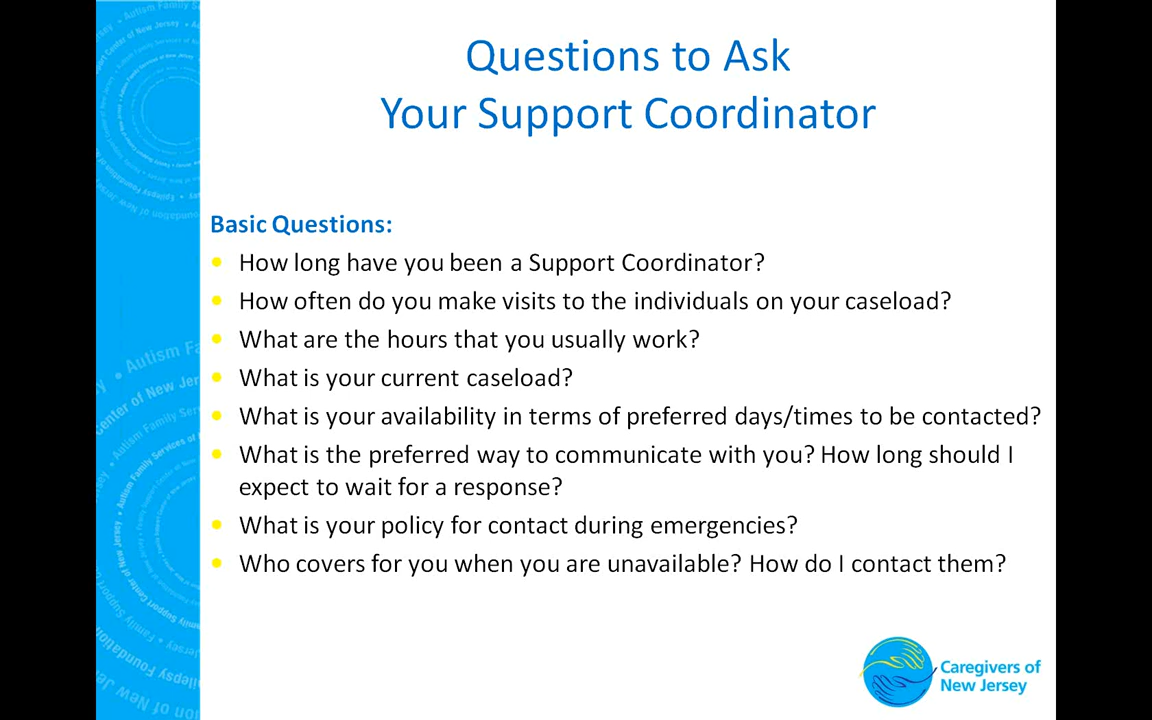 Questions to Ask
Your Support Coordinator
Basic Questions:
How long have you been a Support Coordinator?
How often do you make visits to the individuals on your caseload?
What are the hours that you usually work?
What is your current caseload?
What is your availability in terms of preferred days/times to be contacted?
What is the preferred way to communicate with you? How long should I
expect to wait for a response?
What is your policy for contact during emergencies?
Who covers for you when you are unavailable? How do I contact them?
Caregivers of
New Jersey